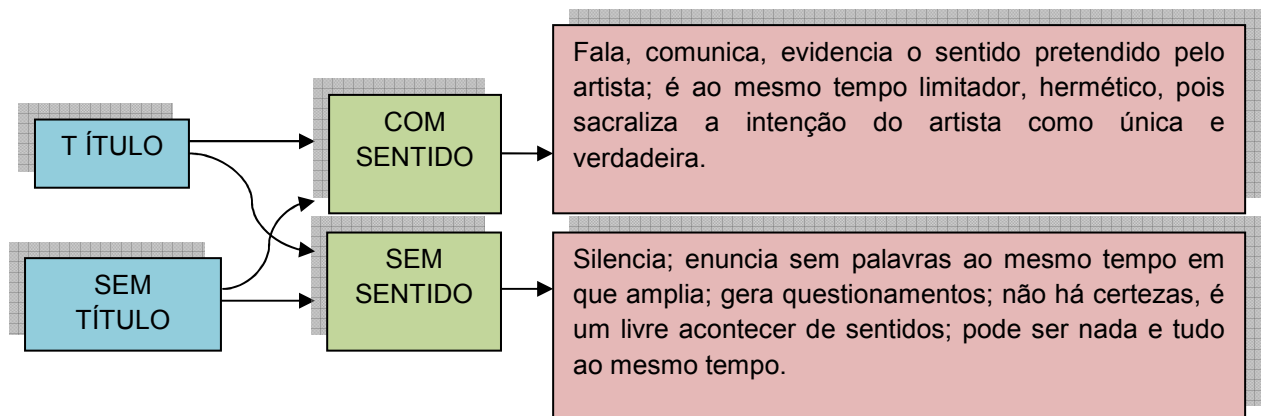 T ÍTULO
SEM
TÍTULO
COM
SENTIDO
SEM
SENTIDO
Fala, comunica, evidencia o sentido pretendido pelo
artista; é ao mesmo tempo limitador, hermético, pois
sacraliza a intenção do artista como única e
verdadeira.
Silencia; enuncia sem palavras ao mesmo tempo em
que amplia; gera questionamentos; não há certezas, é
um livre acontecer de sentidos; pode ser nada e tudo
ao mesmo tempo.